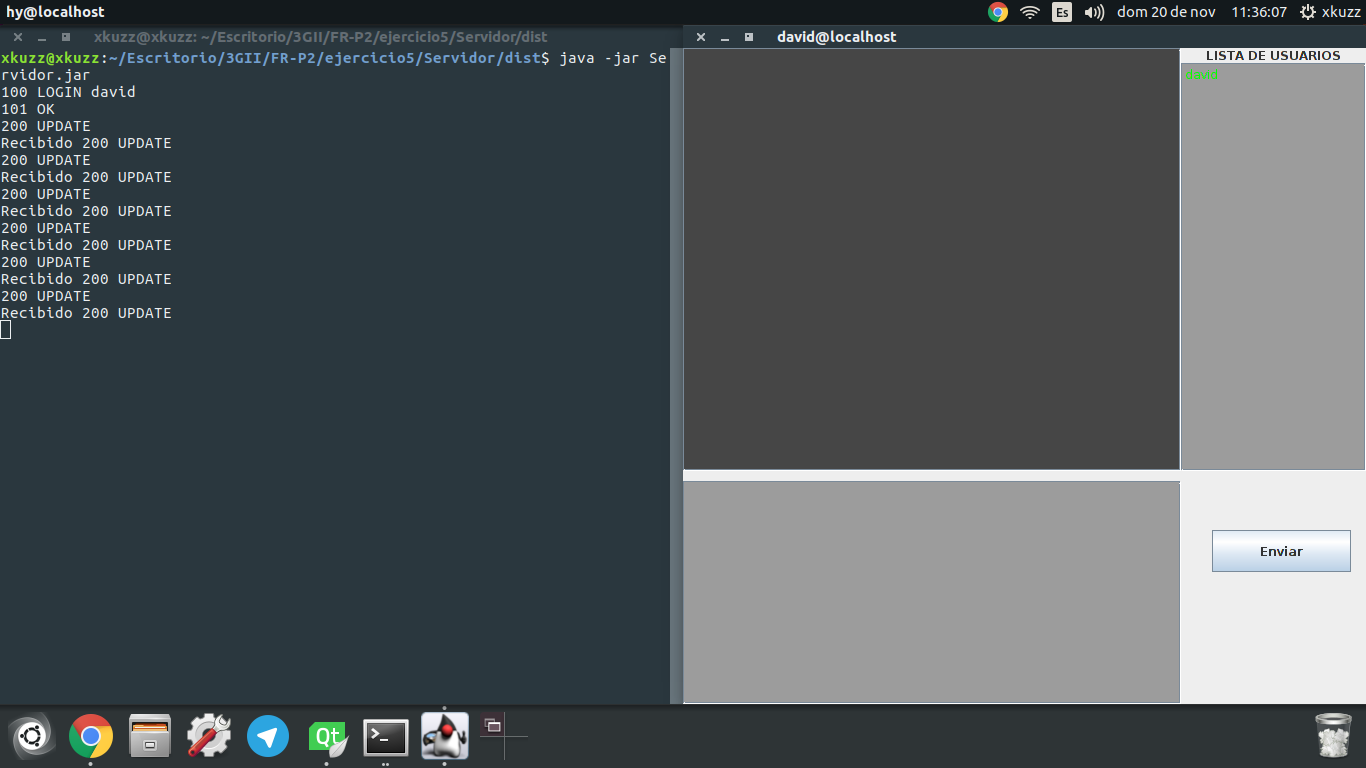 hy@localhost
Es
dom 20 de nov
11:36:07
xkuzz
xkuzz@xkuzz: ~/Escritorio/3GII/FR-P2/ejercicio5/Servidor/dist
xkuzz@xkuzz:~/Escritorio/3GII/FR-P2/ejercicio5/Servidor/dist$ java -jar Se
rvidor.jar
100 LOGIN david
101 OK
200 UPDATE
Recibido 200 UPDATE
200 UPDATE
Recibido 200 UPDATE
200 UPDATE
Recibido 200 UPDATE
200 UPDATE
Recibido 200 UPDATE
200 UPDATE
Recibido 200 UPDATE
200 UPDATE
Recibido 200 UPDATE
david@localhost
LISTA DE USUARIOS
david
Enviar
Qt